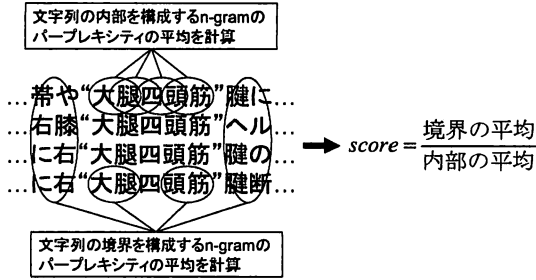 文字列の内部を構成するn-gramの
パープレキシティの平均を計算
…帯や“大腿四頭筋”腱に…
…右膝“大腿四頭筋”ヘル…
…に右“大腿四頭筋”腱の…
…に右“大腿四頭筋”腱断…
score = 境界の平均
内部の平均
文字列の境界を構成するn-gramの
パープレキシティの平均を計算